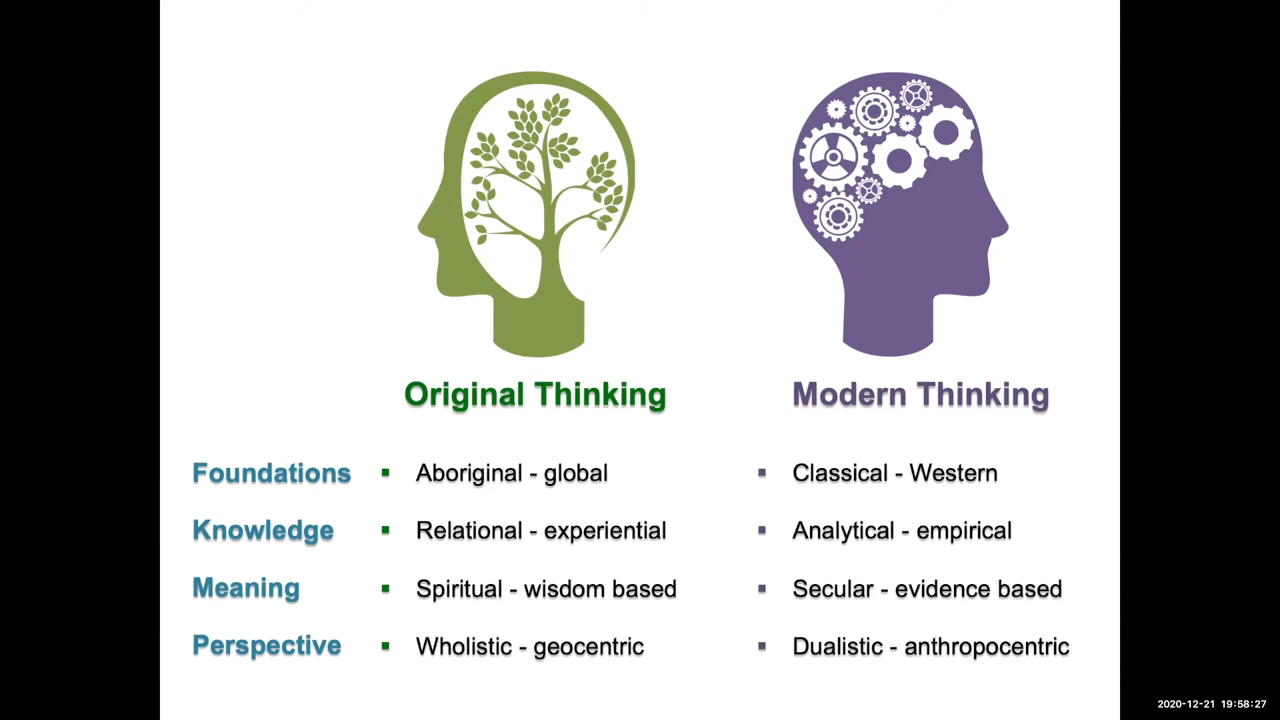 Original Thinking Modern Thinking
Foundations ▪ Aboriginal - global ▪ Classical - Western
Knowledge ▪ Relational - experiential ▪ Analytical - empirical
Meaning ▪ Spiritual - wisdom based ▪ Secular - evidence based
Perspective ▪ Wholistic - geocentric ▪ Dualistic - anthropocentric
2020-12-21 19:58:27